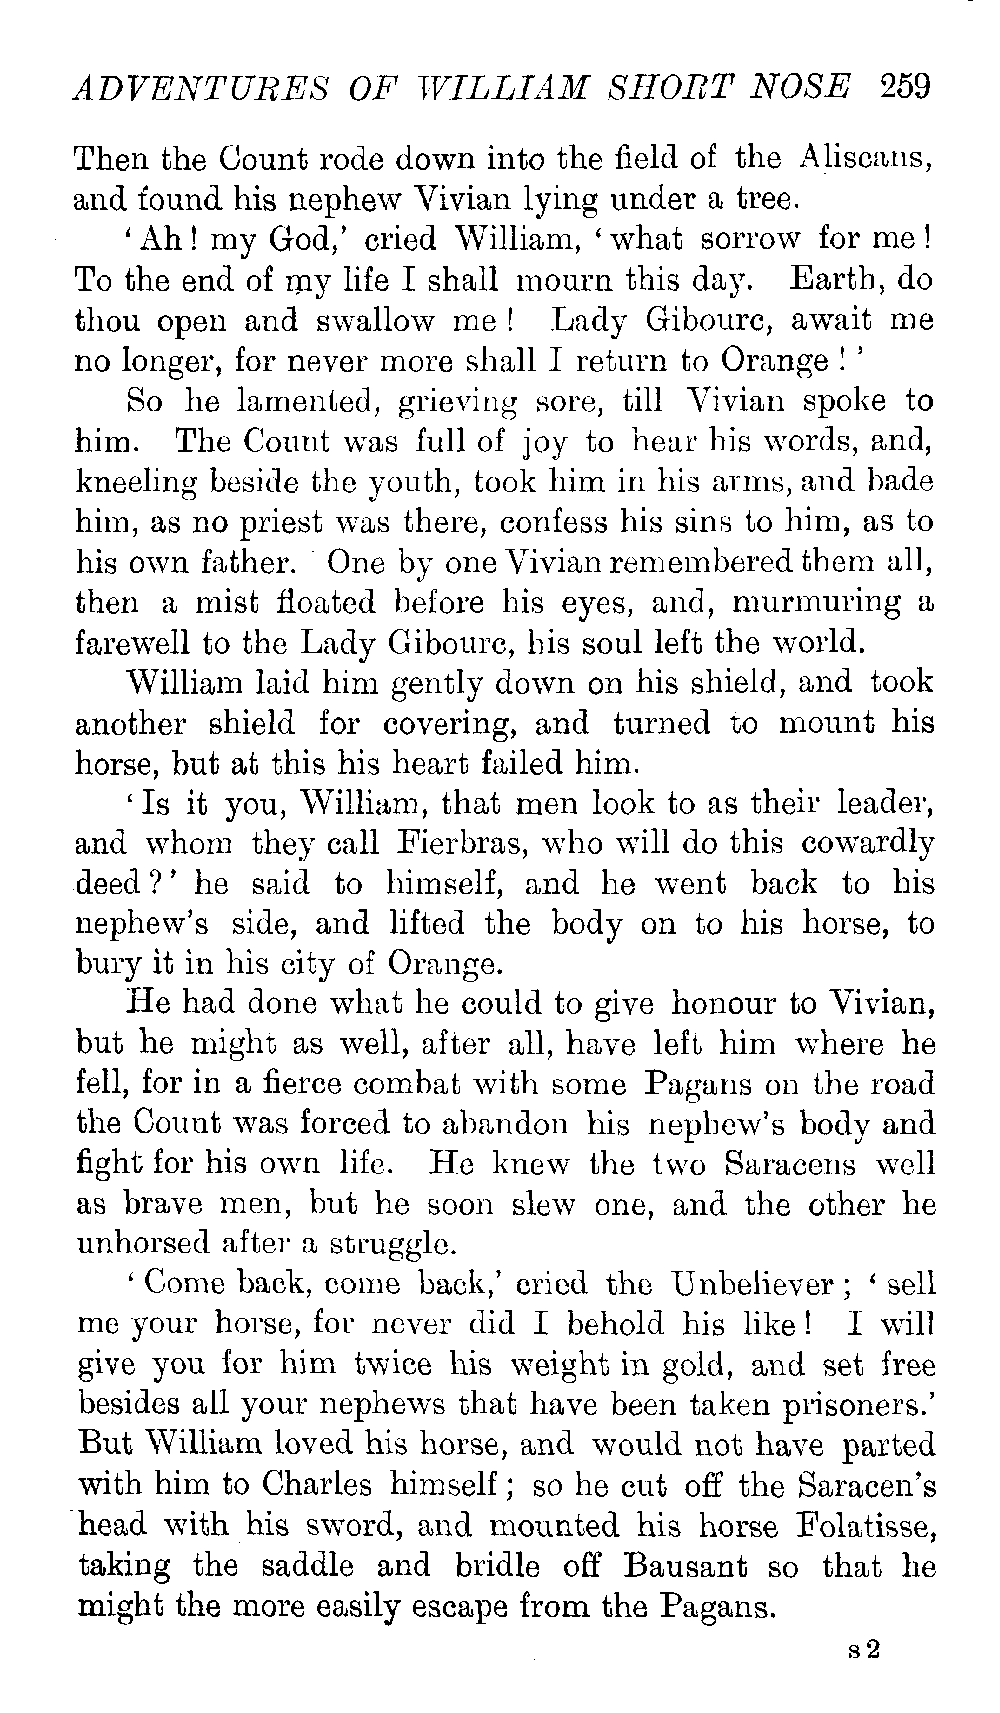 ADVENTURES OF WILLIAM SHORT NOSE 259
Then the Count rode down into the field of the Aliscans,
and found his nephew Vivian lying under a tree.
‘Ah! my God,’ cried William, ‘what sorrow for me!
To the end of my life I shall mourn this day. Earth, do
thou open and swallow me! Lady Gibourc, await me
no longer, for never more shall I return to Orange!’
So he lamented, grieving sore, till Vivian spoke to
him. The Count was full of joy to hear his words, and,
kneeling beside the youth, took him in his arms, and bade
him, as no priest was there, confess his sins to him, as to
his own father. One by one Vivian remembered them all,
then a mist floated before his eyes, and, murmuring a
farewell to the Lady Gibourc, his soul left the world.
William laid him gently down on his shield, and took
another shield for covering, and turned to mount his
horse, but at this his heart failed him.
‘Is it you, William, that men look to as their leader,
and whom they call Fierbras, who will do this cowardly
deed?’ he said to himself, and he went back to his
nephew’s side, and lifted the body on to his horse, to
bury it in his city of Orange.
He had done what he could to give honour to Vivian,
but he might as well, after all, have left him where he
fell, for in a fierce combat with some Pagans on the road
the Count was forced to abandon his nephew’s body and
fight for his own life. He knew the two Saracens well
as brave men, but he soon slew one, and the other he
unhorsed after a struggle.
‘Come back, come back,’ cried the Unbeliever; ‘sell
me your horse, for never did I behold his like! I will
give you for him twice his weight in gold, and set free
besides all your nephews that have been taken prisoners.’
But William loved his horse, and would not have parted
with him to Charles himself; so he cut off the Saracen’s
head with his sword, and mounted his horse Folatisse,
taking the saddle and bridle off Bausant so that he
might the more easily escape from the Pagans.
s 2